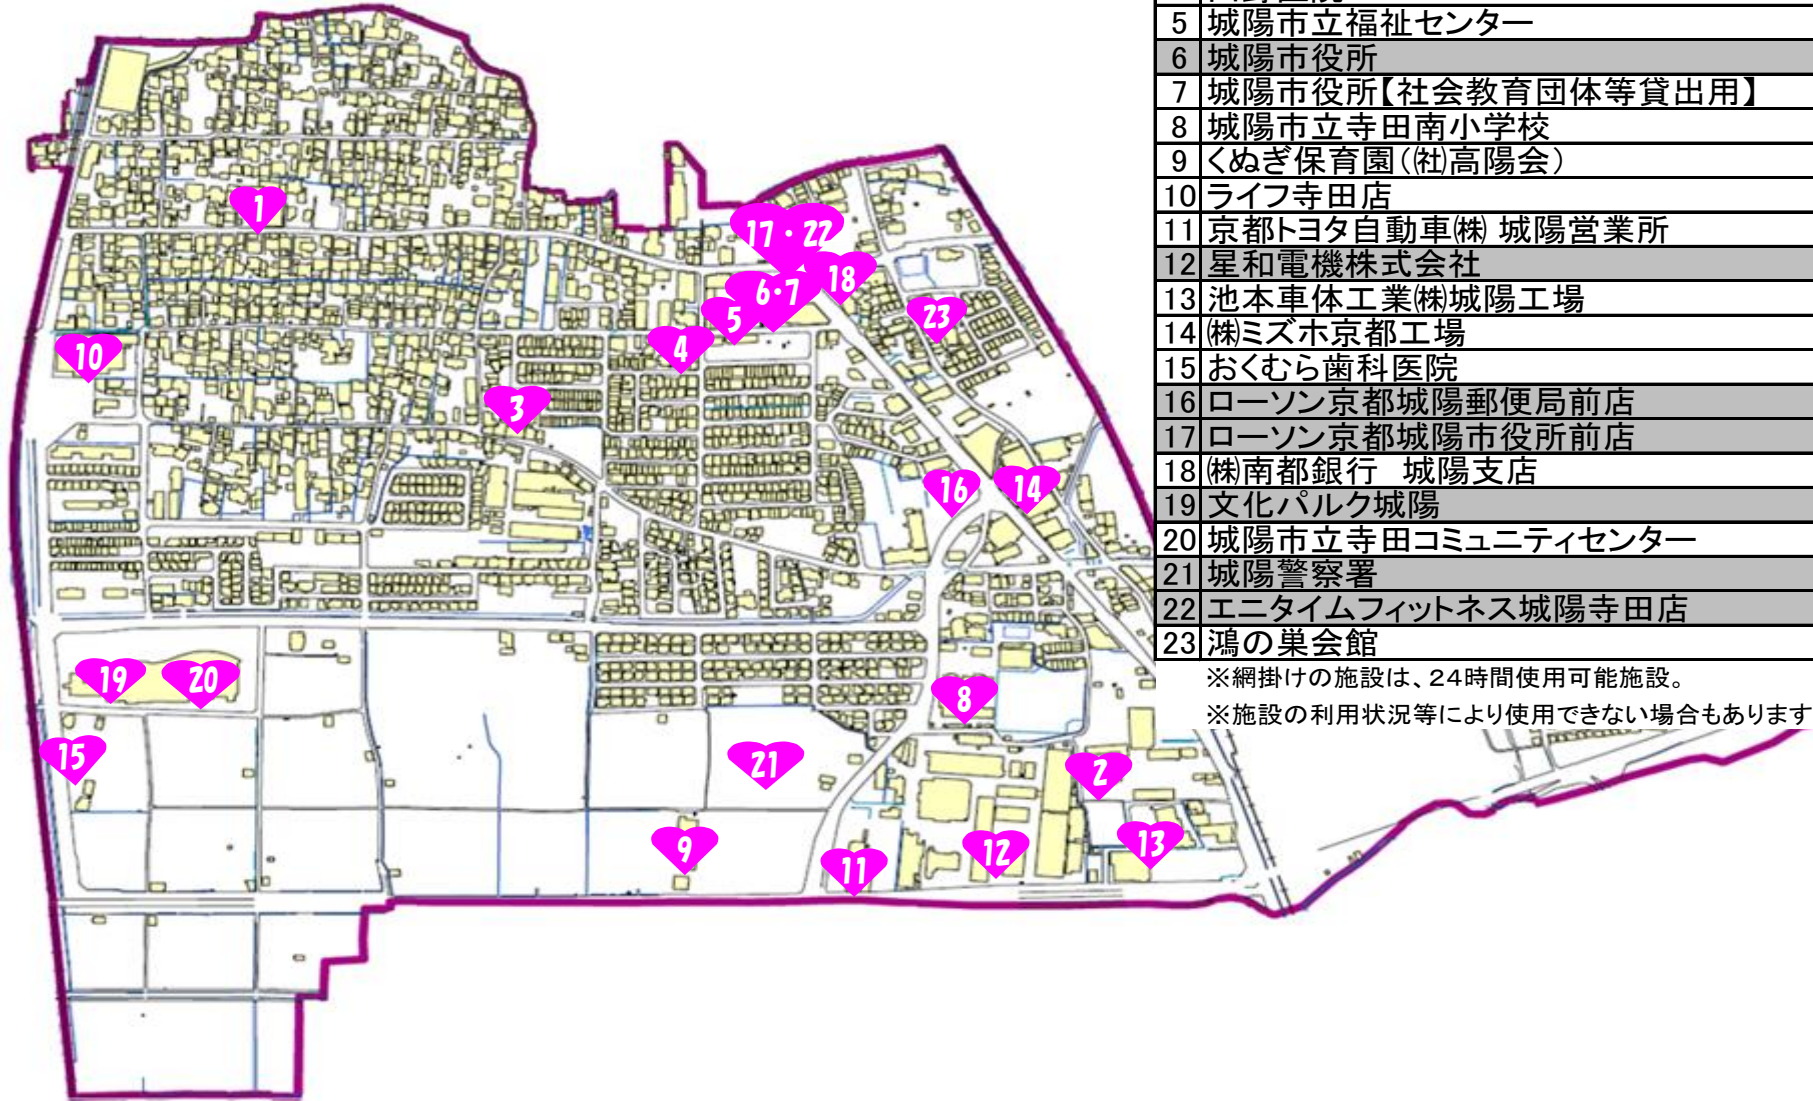 5 城陽市立福祉センター
6 城陽市役所
7 城陽市役所【社会教育団体等貸出用】
8 城陽市立寺田南小学校
9 くぬぎ保育園(㈳高陽会)
10 ライフ寺田店
11 京都トヨタ自動車㈱ 城陽営業所
12 星和電機株式会社
13 池本車体工業㈱城陽工場
14 ㈱ミズホ京都工場
15 おくむら歯科医院
16 ローソン京都城陽郵便局前店
17 ローソン京都城陽市役所前店
18 ㈱南都銀行 城陽支店
19 文化パルク城陽
20 城陽市立寺田コミュニティセンター
21 城陽警察署
22 エニタイムフィットネス城陽寺田店
23 鴻の巣会館
※網掛けの施設は、24時間使用可能施設。
※施設の利用状況等により使用できない場合もあります
1
17・22
18
6・7
5
23
4
10
3
16
14
19
20
8
15
21
2
9
11
12
13